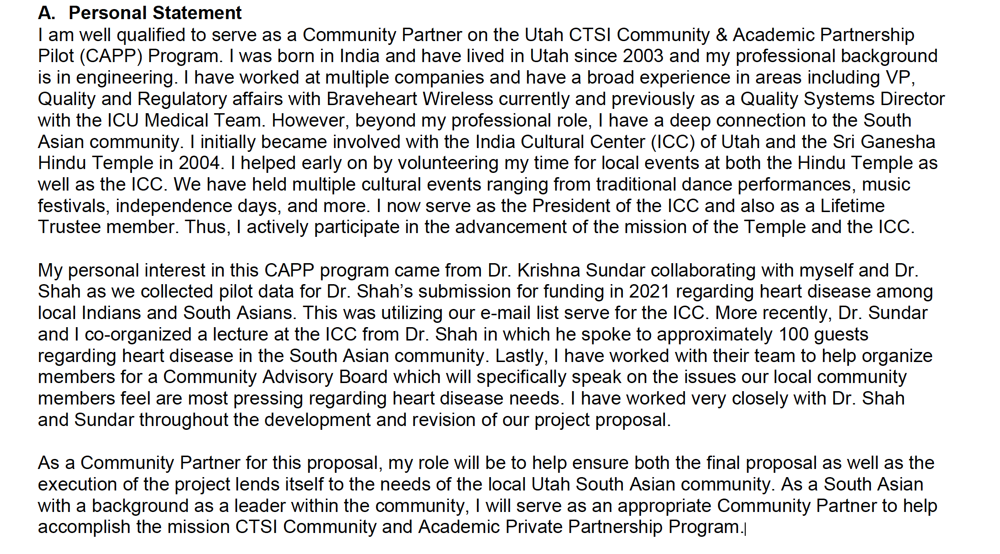 A. Personal Statement
I am well qualified to serve as a Community Partner on the Utah CTSI Community & Academic Partnership
Pilot (CAPP) Program. I was born in India and have lived in Utah since 2003 and my professional background
is in engineering. I have worked at multiple companies and have a broad experience in areas including VP,
Quality and Regulatory affairs with Braveheart Wireless currently and previously as a Quality Systems Director
with the ICU Medical Team. However, beyond my professional role, I have a deep connection to the South
Asian community. I initially became involved with the India Cultural Center (ICC) of Utah and the Sri Ganesha
Hindu Temple in 2004. I helped early on by volunteering my time for local events at both the Hindu Temple as
well as the ICC. We have held multiple cultural events ranging from traditional dance performances, music
festivals, independence days, and more. I now serve as the President of the ICC and also as a Lifetime
Trustee member. Thus, I actively participate in the advancement of the mission of the Temple and the ICC.
My personal interest in this CAPP program came from Dr. Krishna Sundar collaborating with myself and Dr.
Shah as we collected pilot data for Dr. Shah’s submission for funding in 2021 regarding heart disease among
local Indians and South Asians. This was utilizing our e-mail list serve for the ICC. More recently, Dr. Sundar
and I co-organized a lecture at the ICC from Dr. Shah in which he spoke to approximately 100 guests
regarding heart disease in the South Asian community. Lastly, I have worked with their team to help organize
members for a Community Advisory Board which will specifically speak on the issues our local community
members feel are most pressing regarding heart disease needs. I have worked very closely with Dr. Shah
and Sundar throughout the development and revision of our project proposal.
As a Community Partner for this proposal, my role will be to help ensure both the final proposal as well as the
execution of the project lends itself to the needs of the local Utah South Asian community. As a South Asian
with a background as a leader within the community, I will serve as an appropriate Community Partner to help
accomplish the mission CTSI Community and Academic Private Partnership Program.